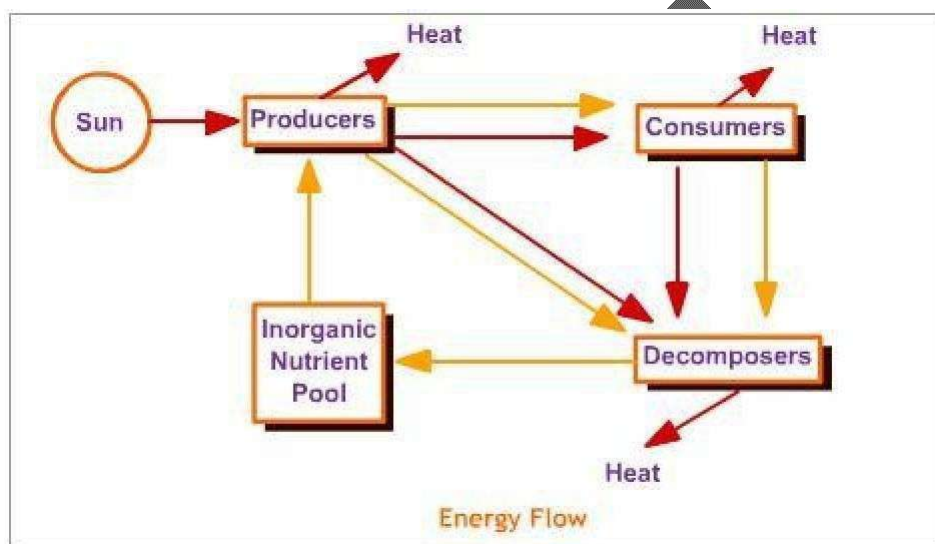 Heat
Heat
Sun
Producers
Consumers
Inorganic
Nutrient
Pool
Decomposers
Heat
Energy Flow